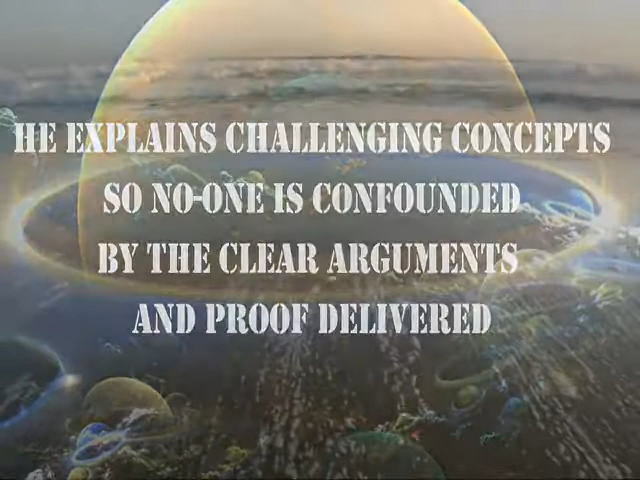 HE EXPLAINS CHALLENGING CONCEPTS
SO NO-ONE IS CONFOUNDED
BY THE CLEAR ARGUMENTS
AND PROOF DELIVERED